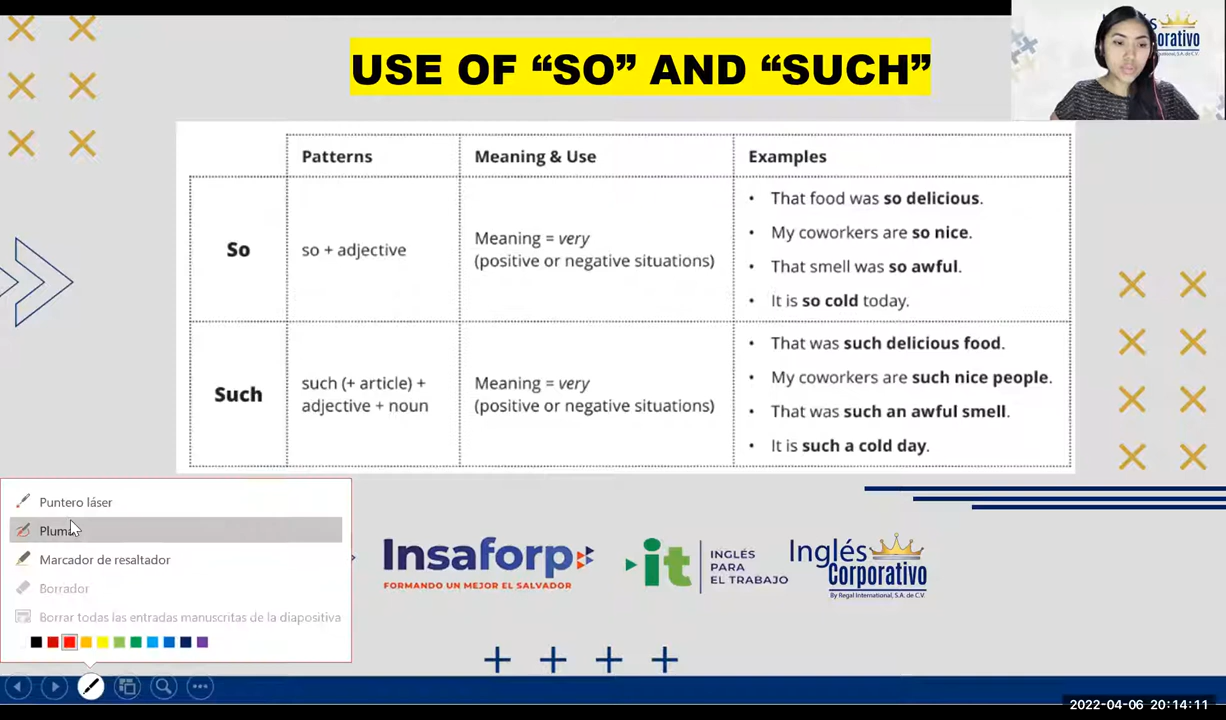 USE OF “SO” AND “SUCH”
Corporativo
Patterns
Meaning & Use
Examples
So
so + adjective
Meaning = very
(positive or negative situations)
• That food was so delicious.
• My coworkers are so nice.
• That smell was so awful.
• It is so cold today.
Such
such (+ article) +
adjective + noun
Meaning = very
(positive or negative situations)
• That was such delicious food.
• My coworkers are such nice people.
• That was such an awful smell.
• It is such a cold day.
Puntero láser
Pluma
Marcador de resaltador
Borrador
Borrar todas las entradas manuscritas de la diapositiva
Insaforp
FORMANDO UN MEJOR EL SALVADOR
it
INGLÉS
PARA
EL TRABAJO
Inglés
Corporativo
By Regal International, S.A. de C.V.
2022-04-06 20:14:11